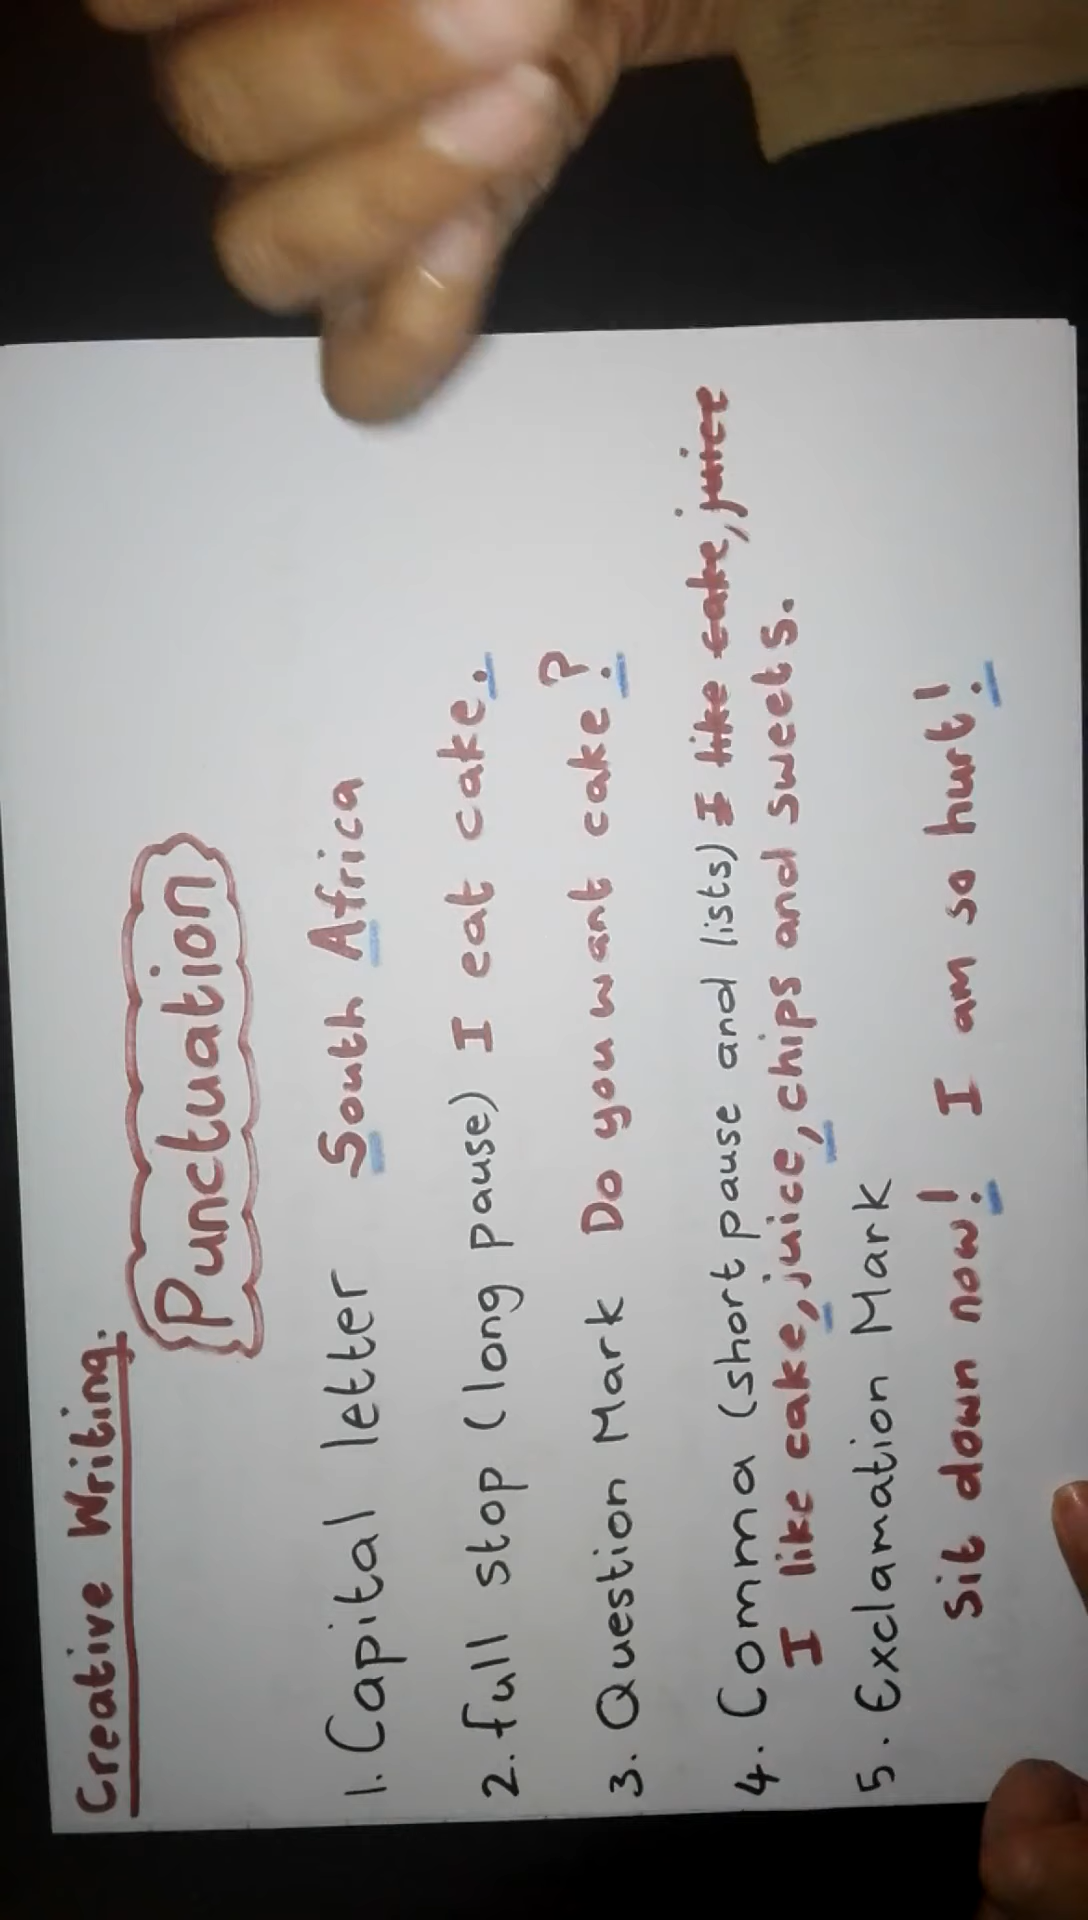 Creative Writing.
Punctuation
1. Capital letter South Africa
2. full stop (long pause) I eat cake.
3. Question Mark Do you want cake?
4. Comma (short pause and lists) I like cake, juice
I like cake, juice, chips and sweets.
5. Exclamation Mark
Sit down now! I am so hurt!